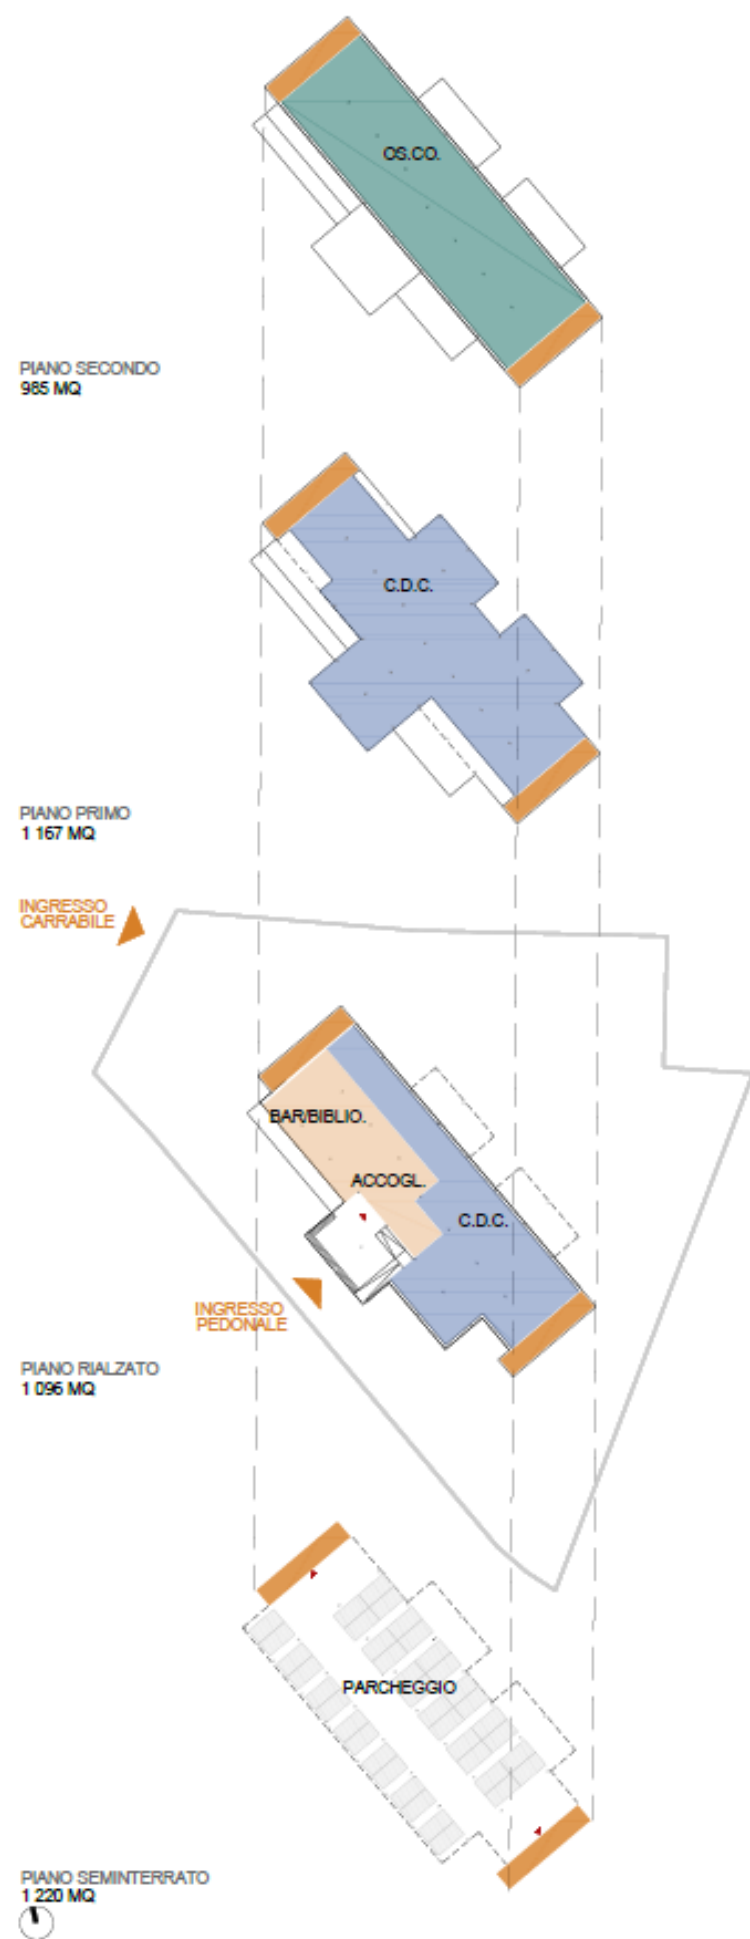 OS.CO.
PIANO SECONDO
985 MQ
C.D.C.
PIANO PRIMO
1 167 MQ
INGRESSO
CARRABILE
BAR/BIBLIO.
ACCOGL.
C.D.C.
INGRESSO
PEDONALE
PIANO RIALZATO
1 096 MQ
PARCHEGGIO
PIANO SEMINTERRATO
1 220 MQ